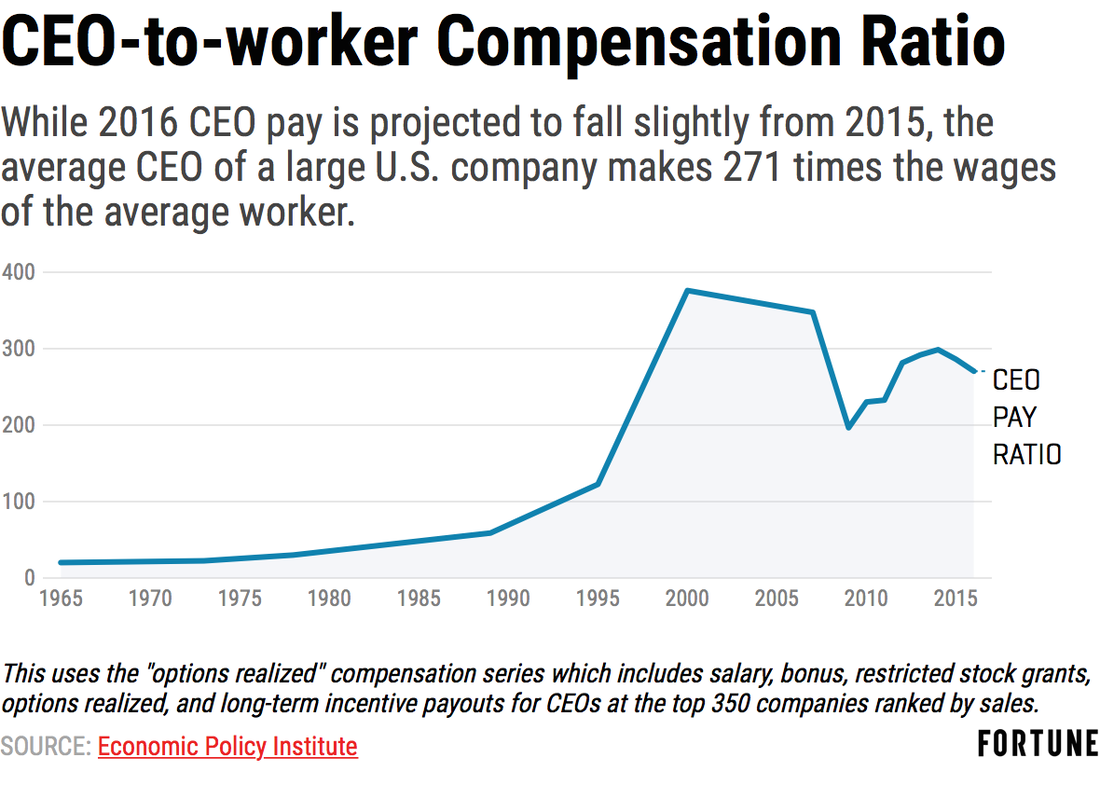 CEO-to-worker Compensation Ratio
While 2016 CEO pay is projected to fall slightly from 2015, the
average CEO of a large U.S. company makes 271 times the wages
of the average worker.
400
300
200
100
0
CEO
PAY
RATIO
1965 1970 1975 1980 1985 1990 1995 2000 2005 2010 2015
This uses the "options realized" compensation series which includes salary, bonus, restricted stock grants,
options realized, and long-term incentive payouts for CEOs at the top 350 companies ranked by sales.
SOURCE: Economic Policy Institute
FORTUNE